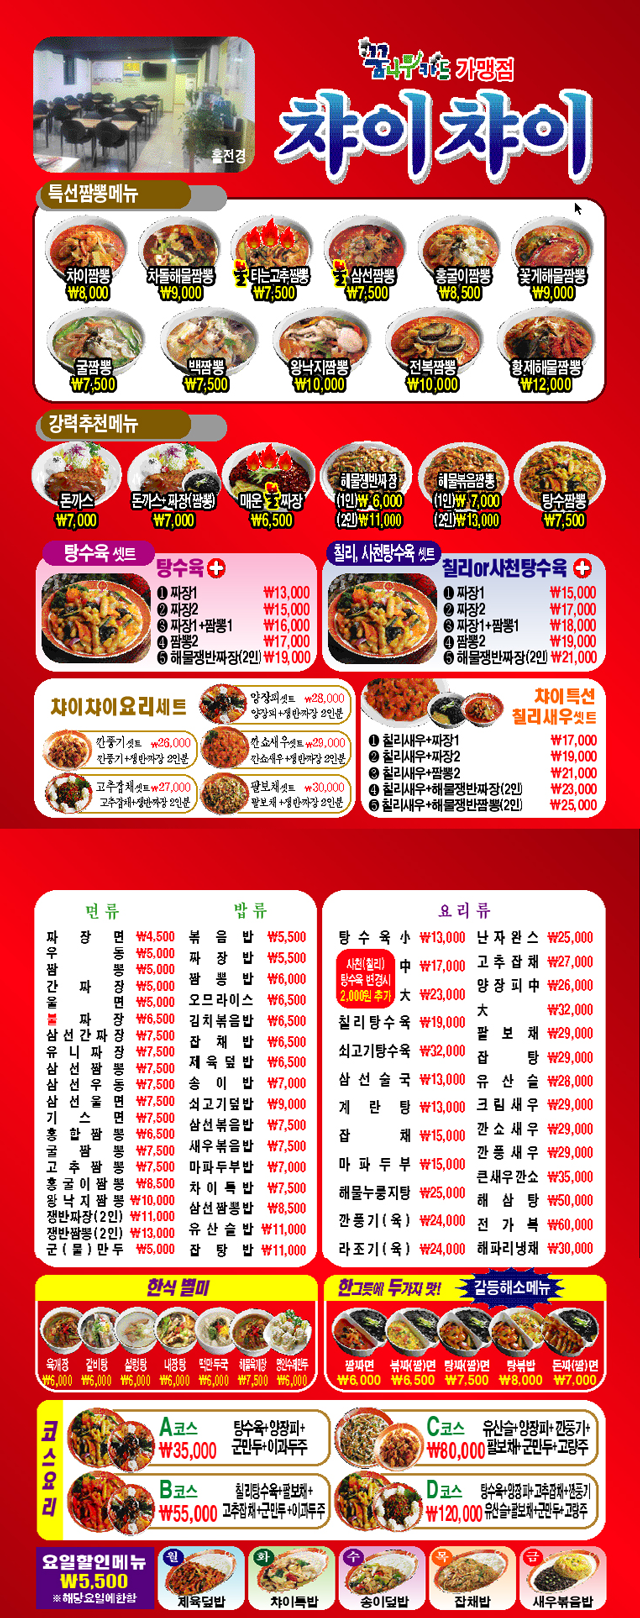 꿈나무카드 가맹점
챠이챠이
홀전경
특선짬뽕메뉴
챠이짬뽕 차돌해물짬뽕 불타는고추짬뽕 불삼선짬뽕 홍굴이짬뽕 꽃게해물짬뽕
₩8,000 ₩9,000 ₩7,500 ₩7,500 ₩8,500 ₩9,000
굴짬뽕 백짬뽕 왕낙지짬뽕 전복짬뽕 황제해물짬뽕
₩7,500 ₩7,500 ₩10,000 ₩10,000 ₩12,000
강력추천메뉴
돈까스 돈까스+짜장(짬뽕) 매운불짜장 해물쟁반짜장 해물볶음짬뽕 탕수짬뽕
₩7,000 ₩7,000 ₩6,500 (1인)₩6,000 (1인)₩7,000 ₩7,500
(2인)₩11,000 (2인)₩13,000
탕수육 셋트
탕수육 +
❶ 짜장1 ₩13,000
❷ 짜장2 ₩15,000
❸ 짜장1+짬뽕1 ₩16,000
❹ 짬뽕2 ₩17,000
❺ 해물쟁반짜장(2인) ₩19,000
칠리, 사천탕수육 셋트
칠리or사천탕수육 +
❶ 짜장1 ₩15,000
❷ 짜장2 ₩17,000
❸ 짜장1+짬뽕1 ₩18,000
❹ 짬뽕2 ₩19,000
❺ 해물쟁반짜장(2인) ₩21,000
챠이챠이요리세트
양장피셋트 ₩28,000
양장피+쟁반짜장 2인분
깐풍기셋트 ₩26,000
깐풍기+쟁반짜장 2인분
깐쇼새우셋트 ₩29,000
깐쇼새우+쟁반짜장 2인분
고추잡채셋트 ₩27,000
고추잡채+쟁반짜장 2인분
팔보채셋트 ₩30,000
팔보채+쟁반짜장 2인분
챠이특선
칠리새우셋트
❶ 칠리새우+짜장1 ₩17,000
❷ 칠리새우+짜장2 ₩19,000
❸ 칠리새우+짬뽕2 ₩21,000
❹ 칠리새우+해물쟁반짜장(2인) ₩23,000
❺ 칠리새우+해물쟁반짬뽕(2인) ₩25,000
면류
짜장면 ₩4,500
우동 ₩5,000
짬뽕 ₩5,000
간짜장 ₩5,000
울면 ₩5,000
불짜장 ₩6,500
삼선간짜장 ₩7,500
유니짜장 ₩7,500
삼선짬뽕 ₩7,500
삼선우동 ₩7,500
삼선울면 ₩7,500
기스면 ₩7,500
홍합짬뽕 ₩6,500
굴짬뽕 ₩7,500
고추짬뽕 ₩7,500
홍굴이짬뽕 ₩8,500
왕낙지짬뽕 ₩10,000
쟁반짜장(2인) ₩11,000
쟁반짬뽕(2인) ₩13,000
군(물)만두 ₩5,000
밥류
볶음밥 ₩5,500
짜장밥 ₩5,500
짬뽕밥 ₩6,000
오므라이스 ₩6,500
김치볶음밥 ₩6,500
잡채밥 ₩6,500
제육덮밥 ₩6,500
송이밥 ₩7,000
쇠고기덮밥 ₩9,000
삼선볶음밥 ₩7,500
새우볶음밥 ₩7,500
마파두부밥 ₩7,000
챠이특밥 ₩7,500
삼선짬뽕밥 ₩8,500
유산슬밥 ₩11,000
잡탕밥 ₩11,000
요리류
탕수육 小 ₩13,000
사천(칠리)
탕수육 변경시
2,000원 추가
中 ₩17,000
大 ₩23,000
칠리탕수육 ₩19,000
쇠고기탕수육 ₩32,000
삼선술국 ₩13,000
계란탕 ₩13,000
잡채 ₩15,000
마파두부 ₩15,000
해물누룽지탕 ₩25,000
깐풍기(육) ₩24,000
라조기(육) ₩24,000
난자완스 ₩25,000
고추잡채 ₩27,000
양장피 中 ₩26,000
大 ₩32,000
팔보채 ₩29,000
잡탕 ₩29,000
유산슬 ₩28,000
크림새우 ₩29,000
깐소새우 ₩29,000
깐풍새우 ₩29,000
큰새우깐소 ₩35,000
해삼탕 ₩50,000
전가복 ₩60,000
해파리냉채 ₩30,000
한식 별미
육개장 갈비탕 설렁탕 내장탕 떡만두국 해물육개장
₩6,000 ₩6,000 ₩6,000 ₩6,000 ₩6,000 ₩7,500 ₩6,000
한그릇에 두가지 맛! 갈등해소메뉴
짬짜면 볶짜(짬)면 탕짜(짬)면 탕볶밥 돈짜(짬)면
₩6,000 ₩6,500 ₩7,500 ₩8,000 ₩7,000
코스요리
A코스 탕수육+양장피+
₩35,000 군만두+이과두주
B코스 칠리탕수육+팔보채+
₩55,000 고추잡채+군만두+이과두주
C코스 유산슬+양장피+깐풍기+
₩80,000 팔보채+군만두+고량주
D코스 탕수육+양장피+고추잡채+깐풍기
₩120,000 유산슬+팔보채+군만두+고량주
요일할인메뉴
₩5,500
※해당요일에한함
월 화 수 목 금
제육덮밥 챠이특밥 송이덮밥 잡채밥 새우볶음밥